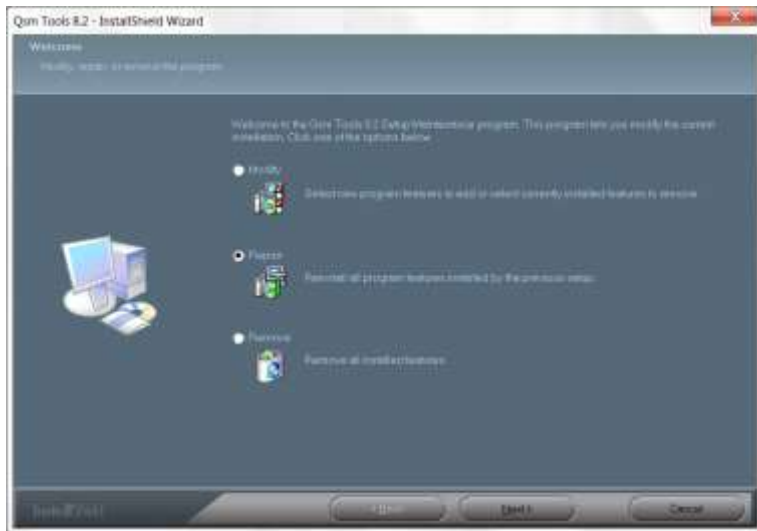 Qsm Tools 8.2 - InstallShield Wizard
Welcome
Modify, repair, or remove the program.
Welcome to the Qsm Tools 8.2 Setup Maintenance program. This program lets you modify the current
installation. Click one of the options below.
Modify
Select new program features to add or select currently installed features to remove.
Repair
Reinstall all program features installed by the previous setup.
Remove
Remove all installed features.
InstallShield
< Back
Next >
Cancel